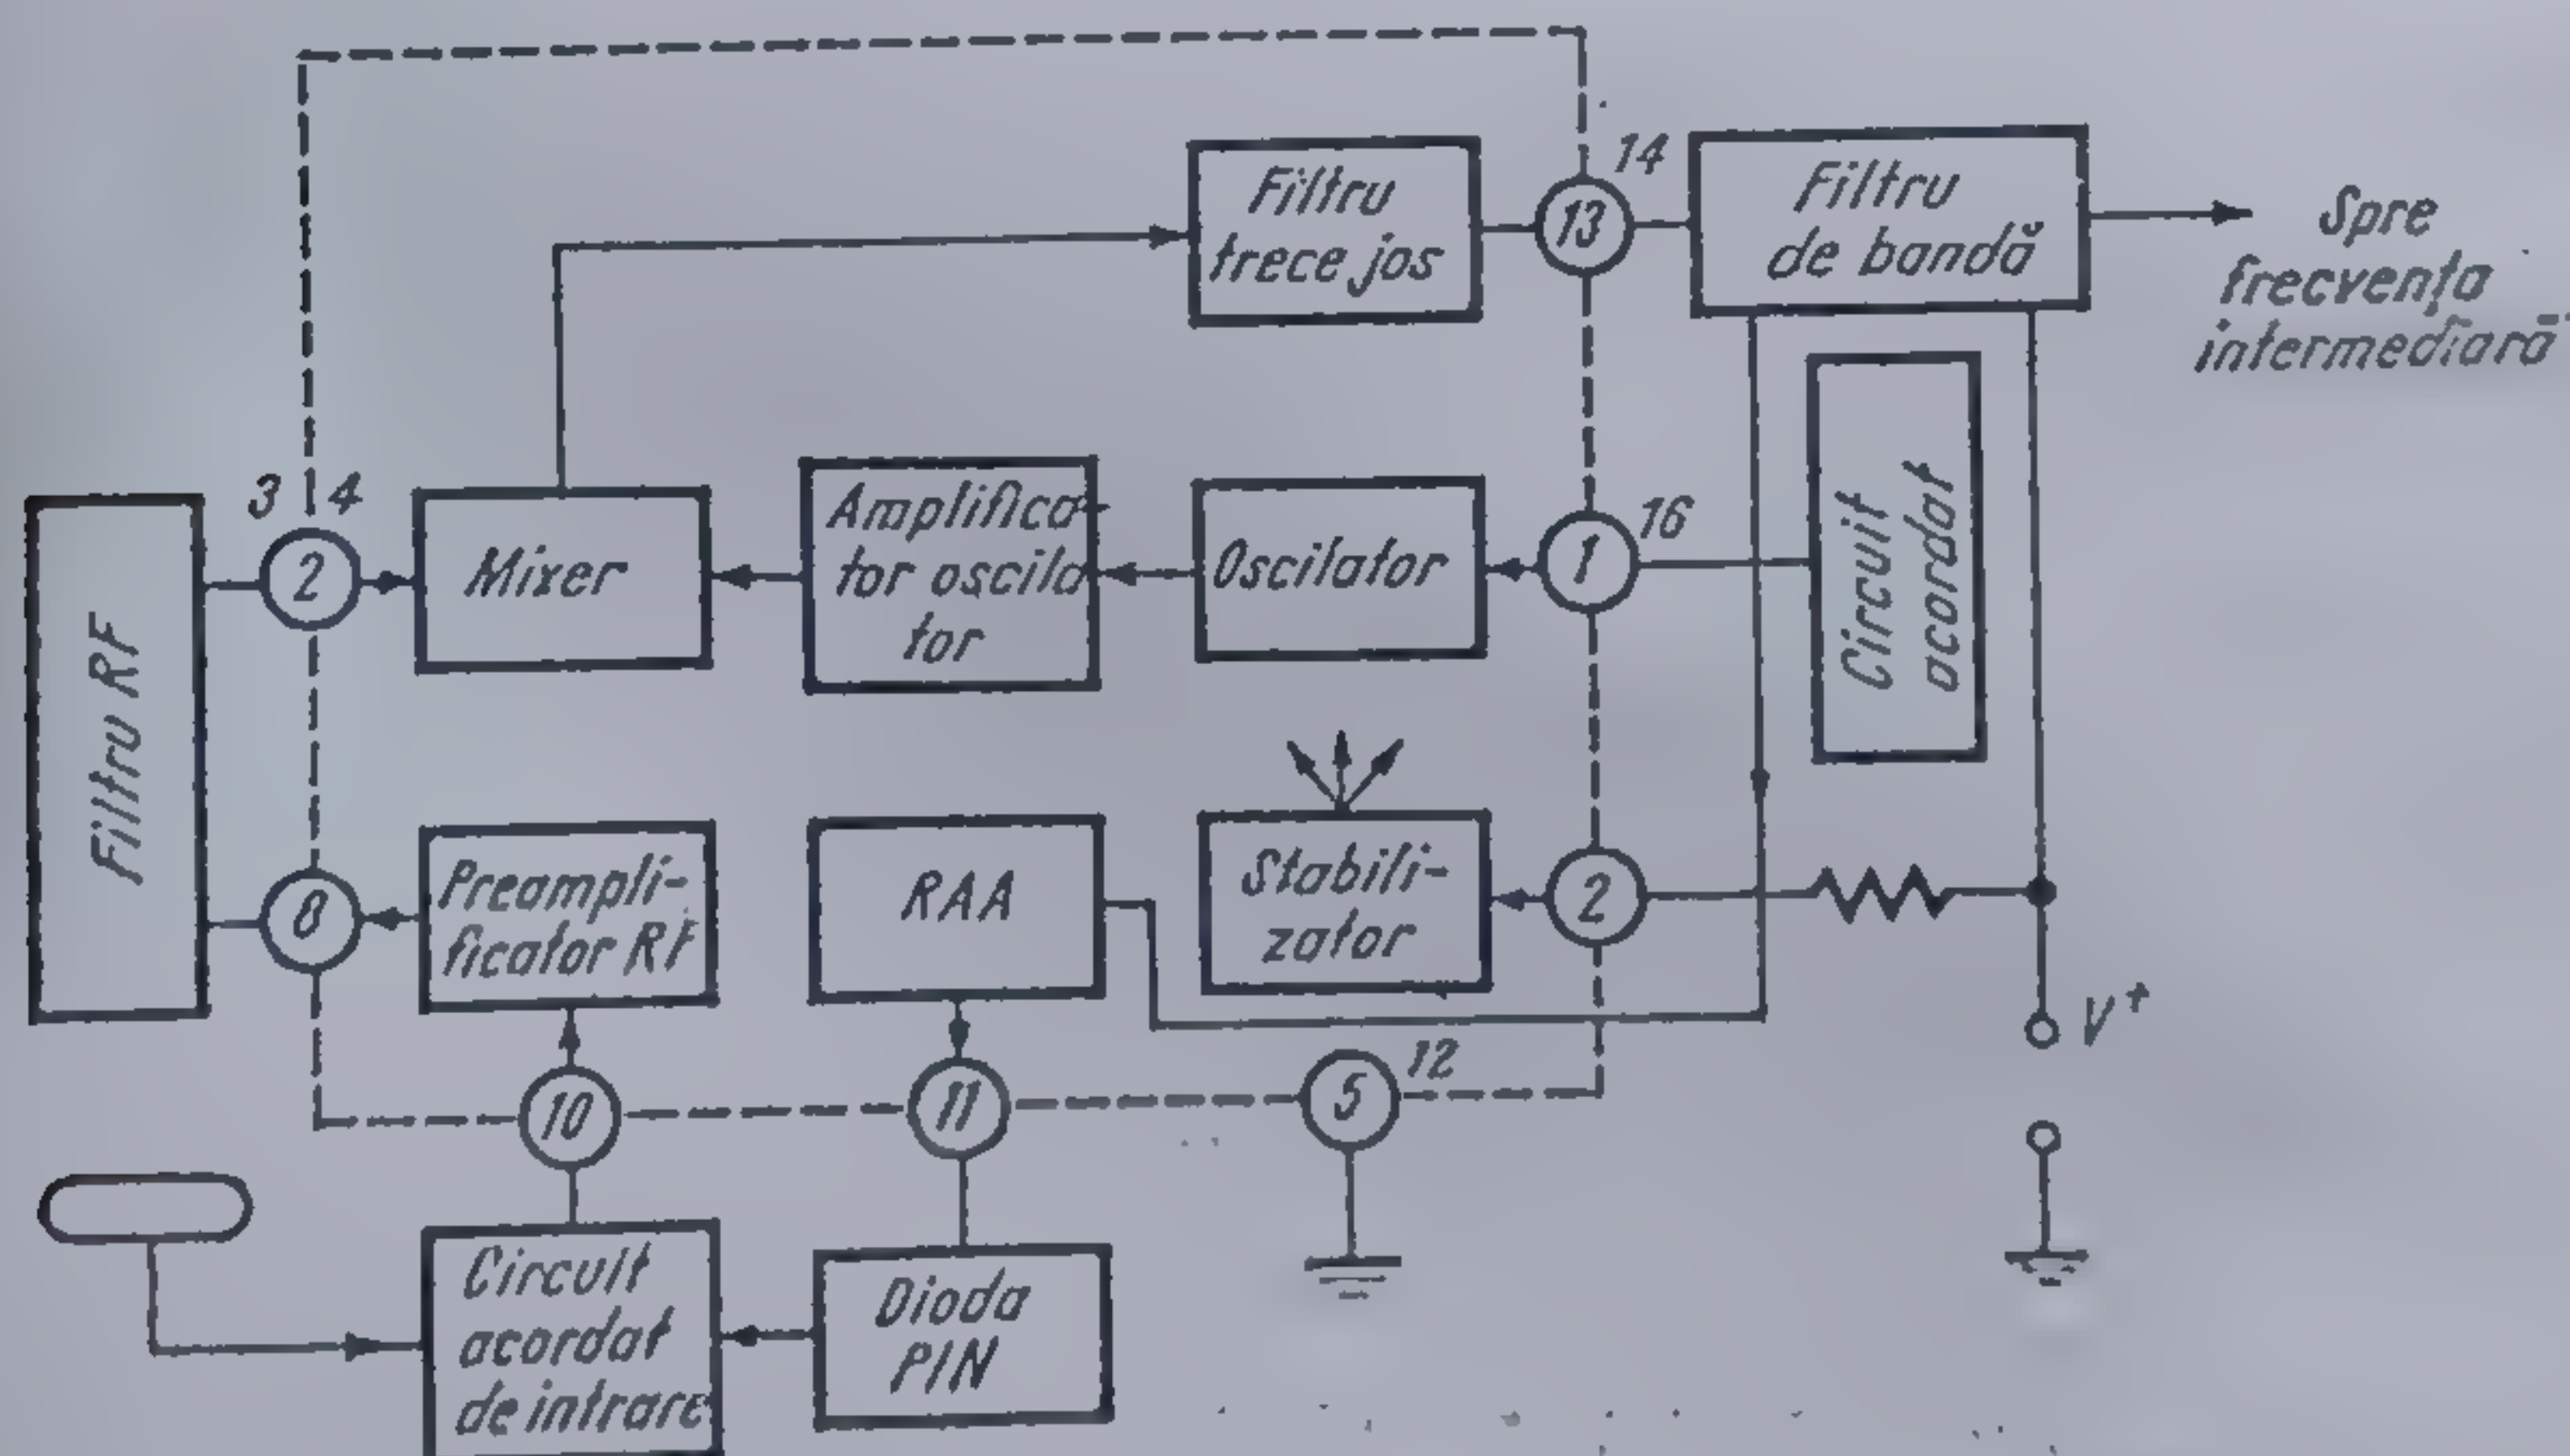 14
Filtru
trece jos
13
Filtru
de bandă
Spre
frecvența
intermediară
3 4
Filtru RF
2
Mixer
Amplifica-
tor oscila
tor
Oscilator
1
16
Circuit
acordat
8
Preampli-
ficator RF
RAA
Stabili-
zator
2
V+
10
11
5
12
Circuit
acordat
de intrare
Dioda
PIN